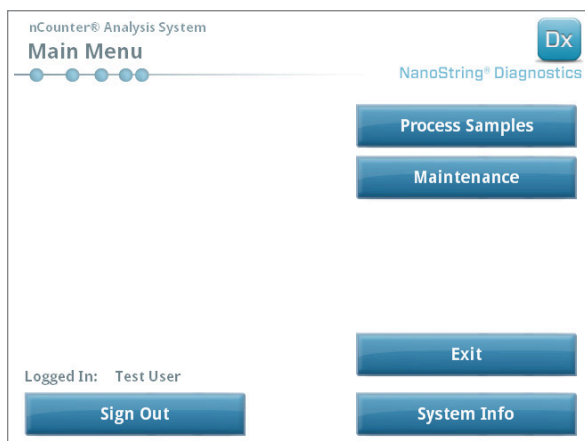 nCounter® Analysis System
Main Menu
Dx
NanoString® Diagnostics
Process Samples
Maintenance
Exit
Logged In: Test User
Sign Out
System Info